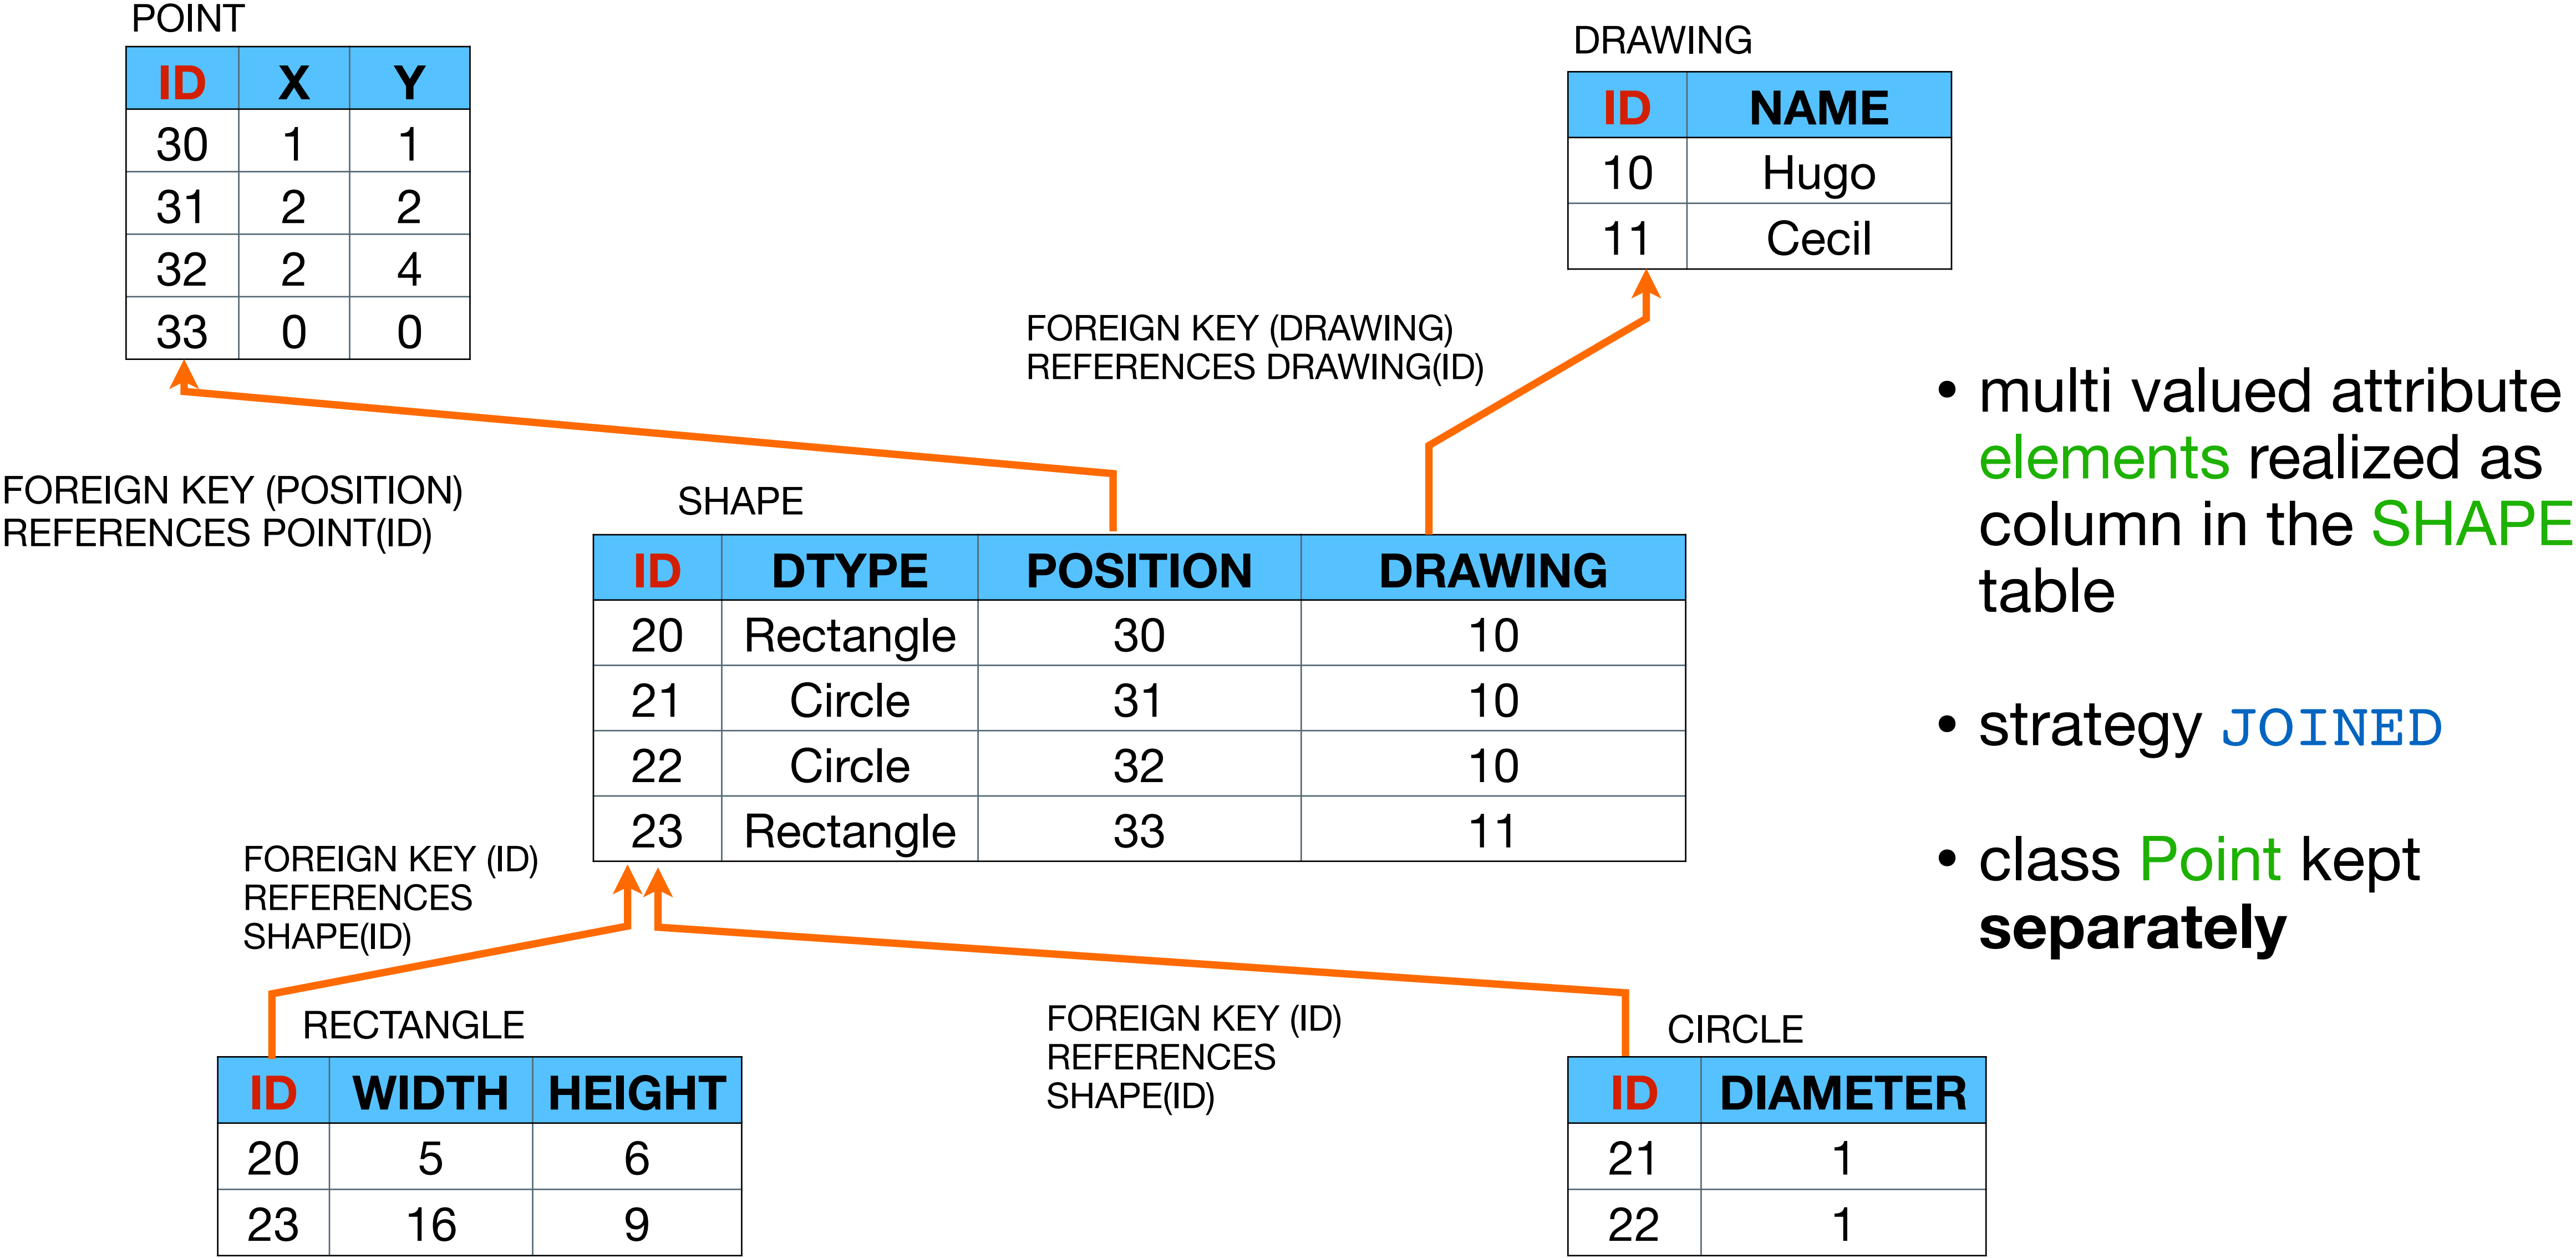 POINT
ID X Y
30 1 1
31 2 2
32 2 4
33 0 0
DRAWING
ID NAME
10 Hugo
11 Cecil
FOREIGN KEY (DRAWING)
REFERENCES DRAWING(ID)
FOREIGN KEY (POSITION)
REFERENCES POINT(ID)
SHAPE
ID DTYPE POSITION DRAWING
20 Rectangle 30 10
21 Circle 31 10
22 Circle 32 10
23 Rectangle 33 11
FOREIGN KEY (ID)
REFERENCES
SHAPE(ID)
RECTANGLE
ID WIDTH HEIGHT
20 5 6
23 16 9
FOREIGN KEY (ID)
REFERENCES
SHAPE(ID)
CIRCLE
ID DIAMETER
21 1
22 1
• multi valued attribute
elements realized as
column in the SHAPE
table
• strategy JOINED
• class Point kept
separately